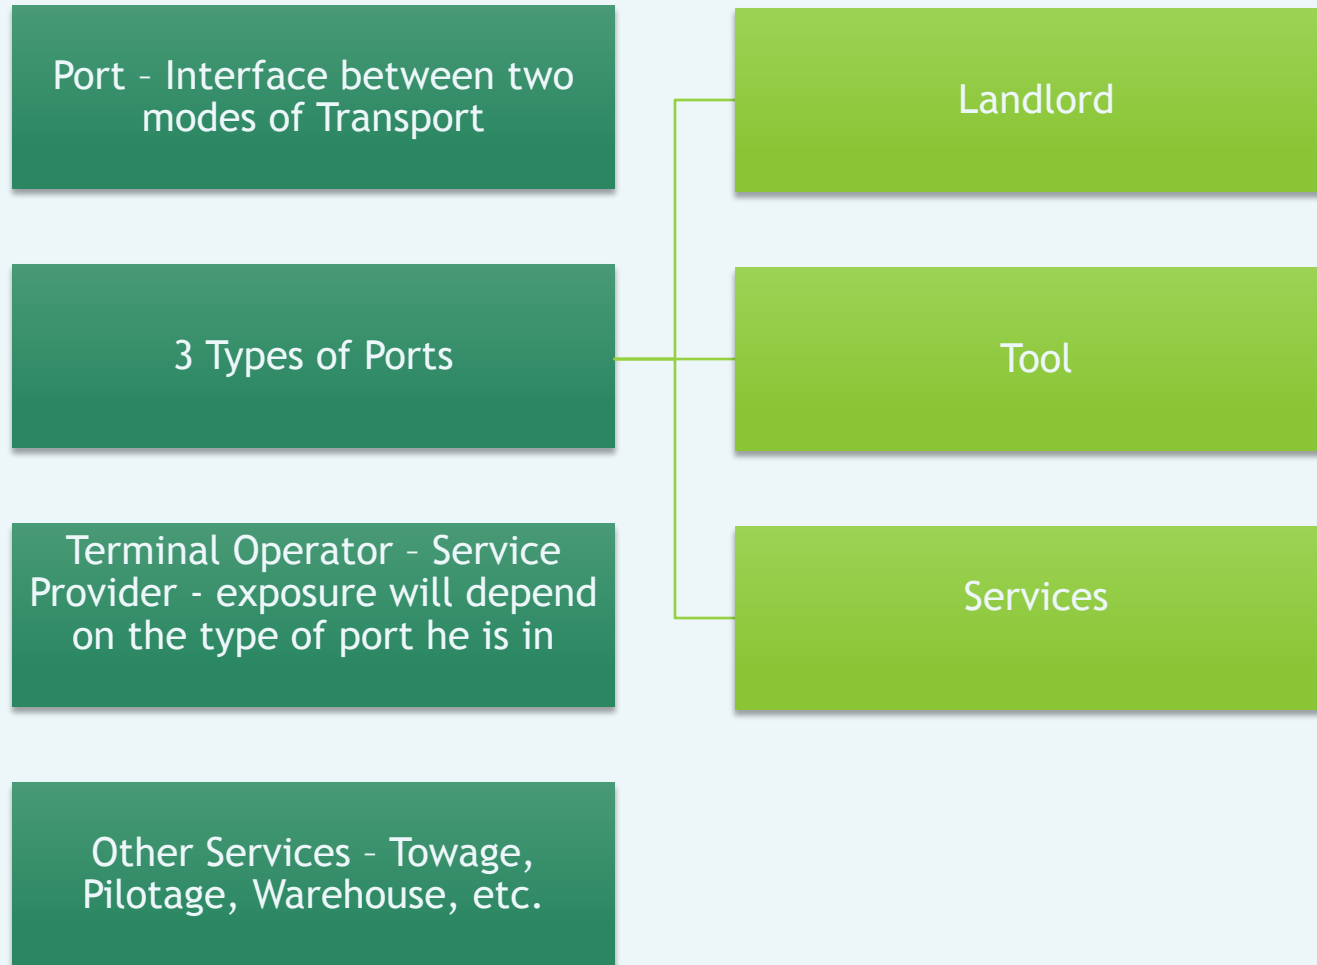 Port – Interface between two
modes of Transport
Landlord
3 Types of Ports
Tool
Terminal Operator – Service
Provider - exposure will depend
on the type of port he is in
Services
Other Services – Towage,
Pilotage, Warehouse, etc.